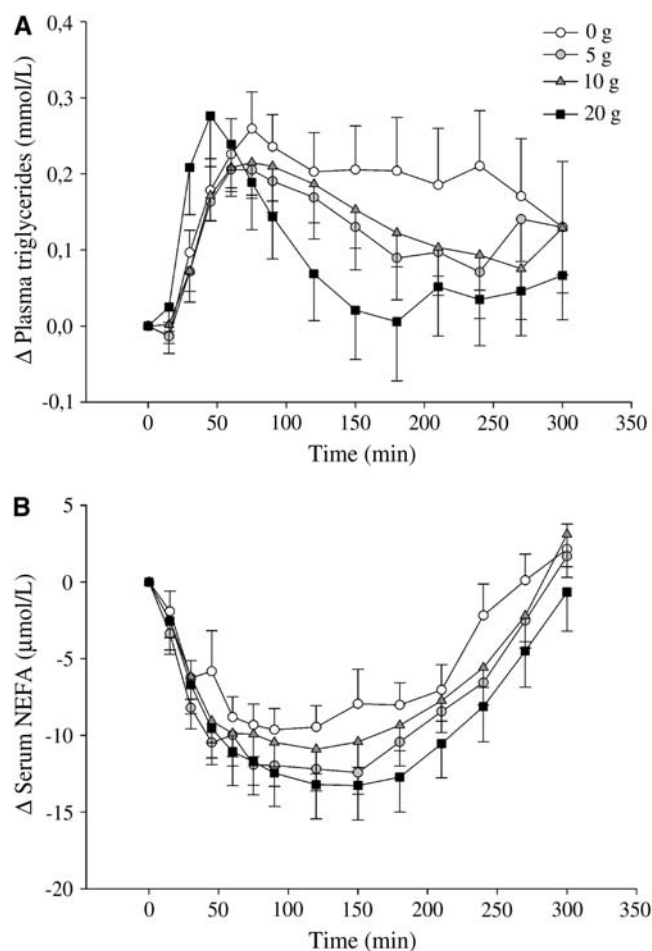 A
0,4
0,3
0,2
0,1
0,0
-0,1
Δ Plasma triglycerides (mmol/L)
0 g
5 g
10 g
20 g
0 50 100 150 200 250 300 350
Time (min)
B
5
0
-5
-10
-15
-20
Δ Serum NEFA (µmol/L)
0 50 100 150 200 250 300 350
Time (min)